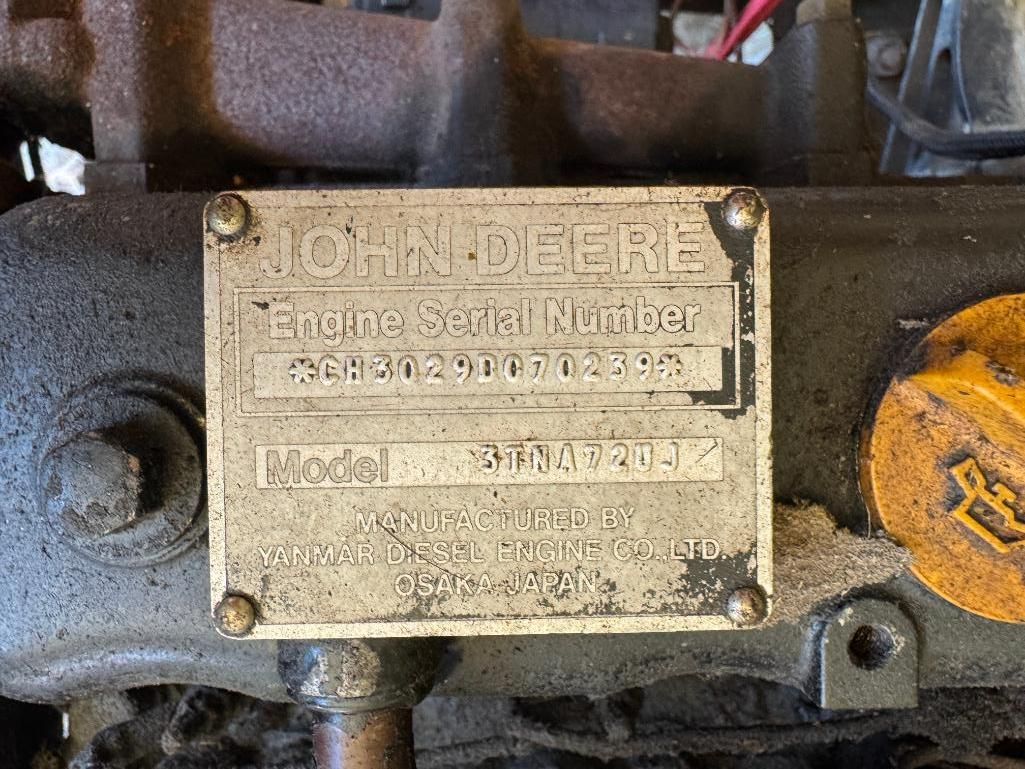 JOHN DEERE
Engine Serial Number
*CH3029D070239*
Model 3TNA72UJ
MANUFACTURED BY
YANMAR DIESEL ENGINE CO.,LTD.
OSAKA JAPAN